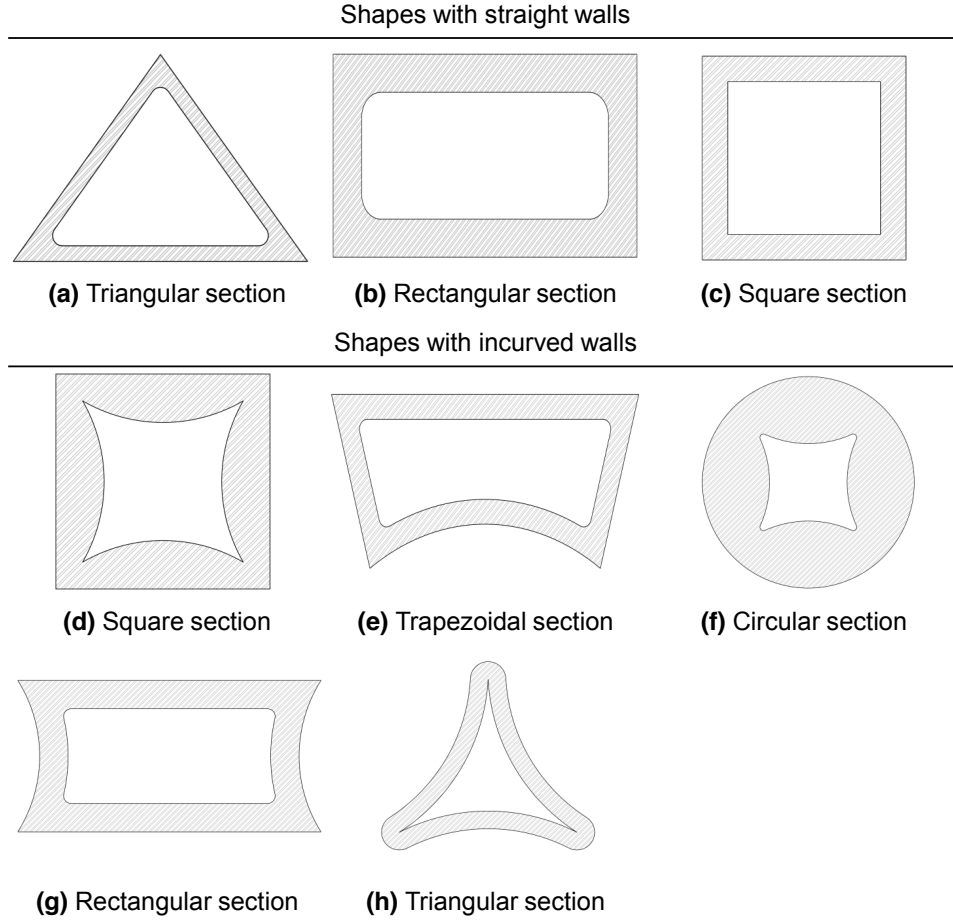 Shapes with straight walls
(a) Triangular section
(b) Rectangular section
(c) Square section
Shapes with incurved walls
(d) Square section
(e) Trapezoidal section
(f) Circular section
(g) Rectangular section
(h) Triangular section